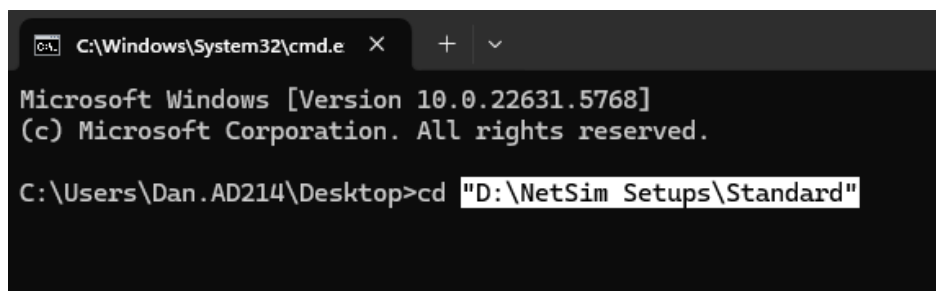 C:\Windows\System32\cmd.e
Microsoft Windows [Version 10.0.22631.5768]
(c) Microsoft Corporation. All rights reserved.
C:\Users\Dan.AD214\Desktop>cd "D:\NetSim Setups\Standard"